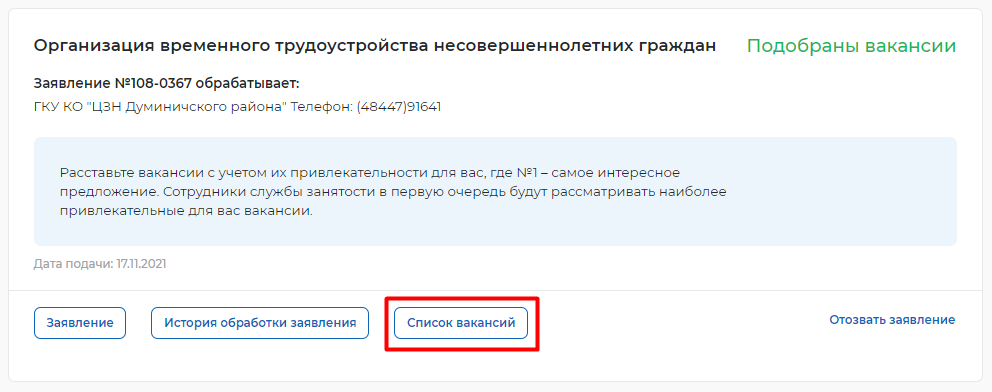 Организация временного трудоустройства несовершеннолетних граждан
Подобраны вакансии
Заявление №108-0367 обрабатывает:
ГКУ КО "ЦЗН Думиничского района" Телефон: (48447)91641
Расставьте вакансии с учетом их привлекательности для вас, где №1 – самое интересное
предложение. Сотрудники службы занятости в первую очередь будут рассматривать наиболее
привлекательные для вас вакансии.
Дата подачи: 17.11.2021
Заявление
История обработки заявления
Список вакансий
Отозвать заявление